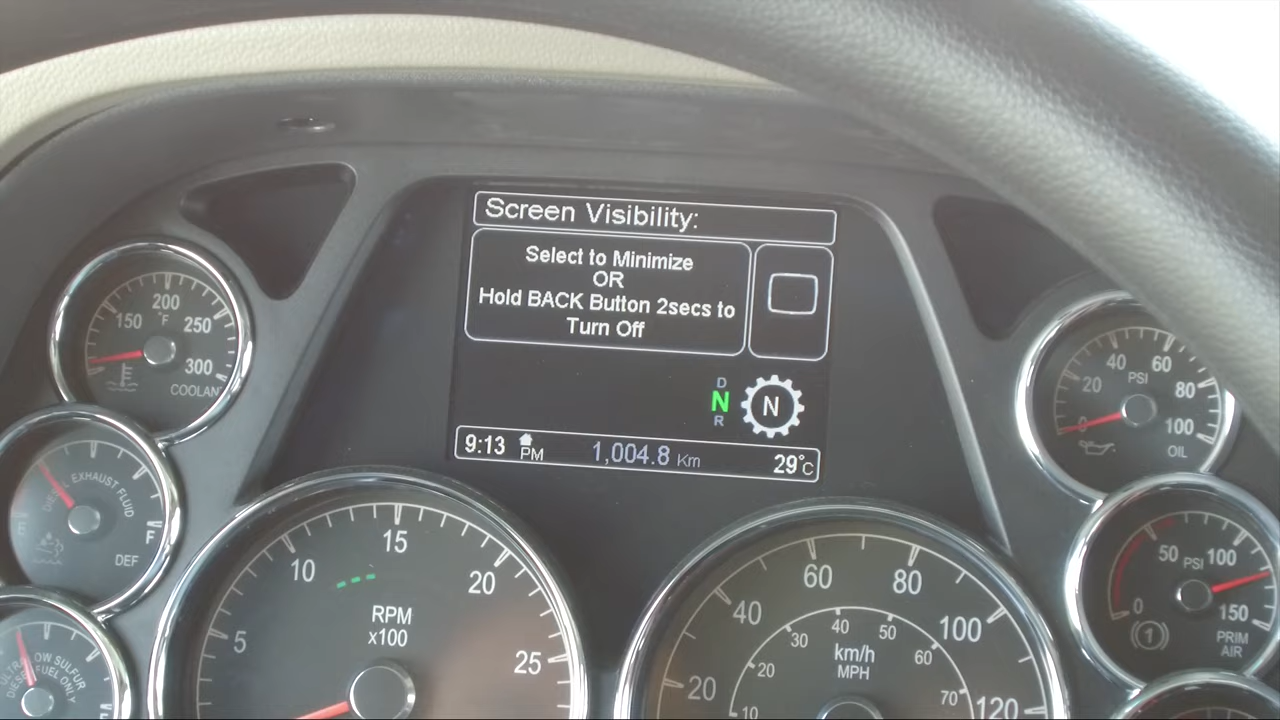 Screen Visibility:
Select to Minimize
OR
Hold BACK Button 2secs to
Turn Off
D
N
R
N
9:13 PM 1,004.8 Km 29°C
150 200 250 300
°F
COOLANT
DIESEL EXHAUST FLUID
E F
DEF
ULTRA LOW SULFUR
DIESEL FUEL ONLY
5 10 15 20 25
RPM
x100
20 40 60 80 100 120
10 20 30 40 50 60 70
km/h
MPH
0 20 40 60 80 100
PSI
OIL
0 50 100 150
PSI
1
PRIM
AIR